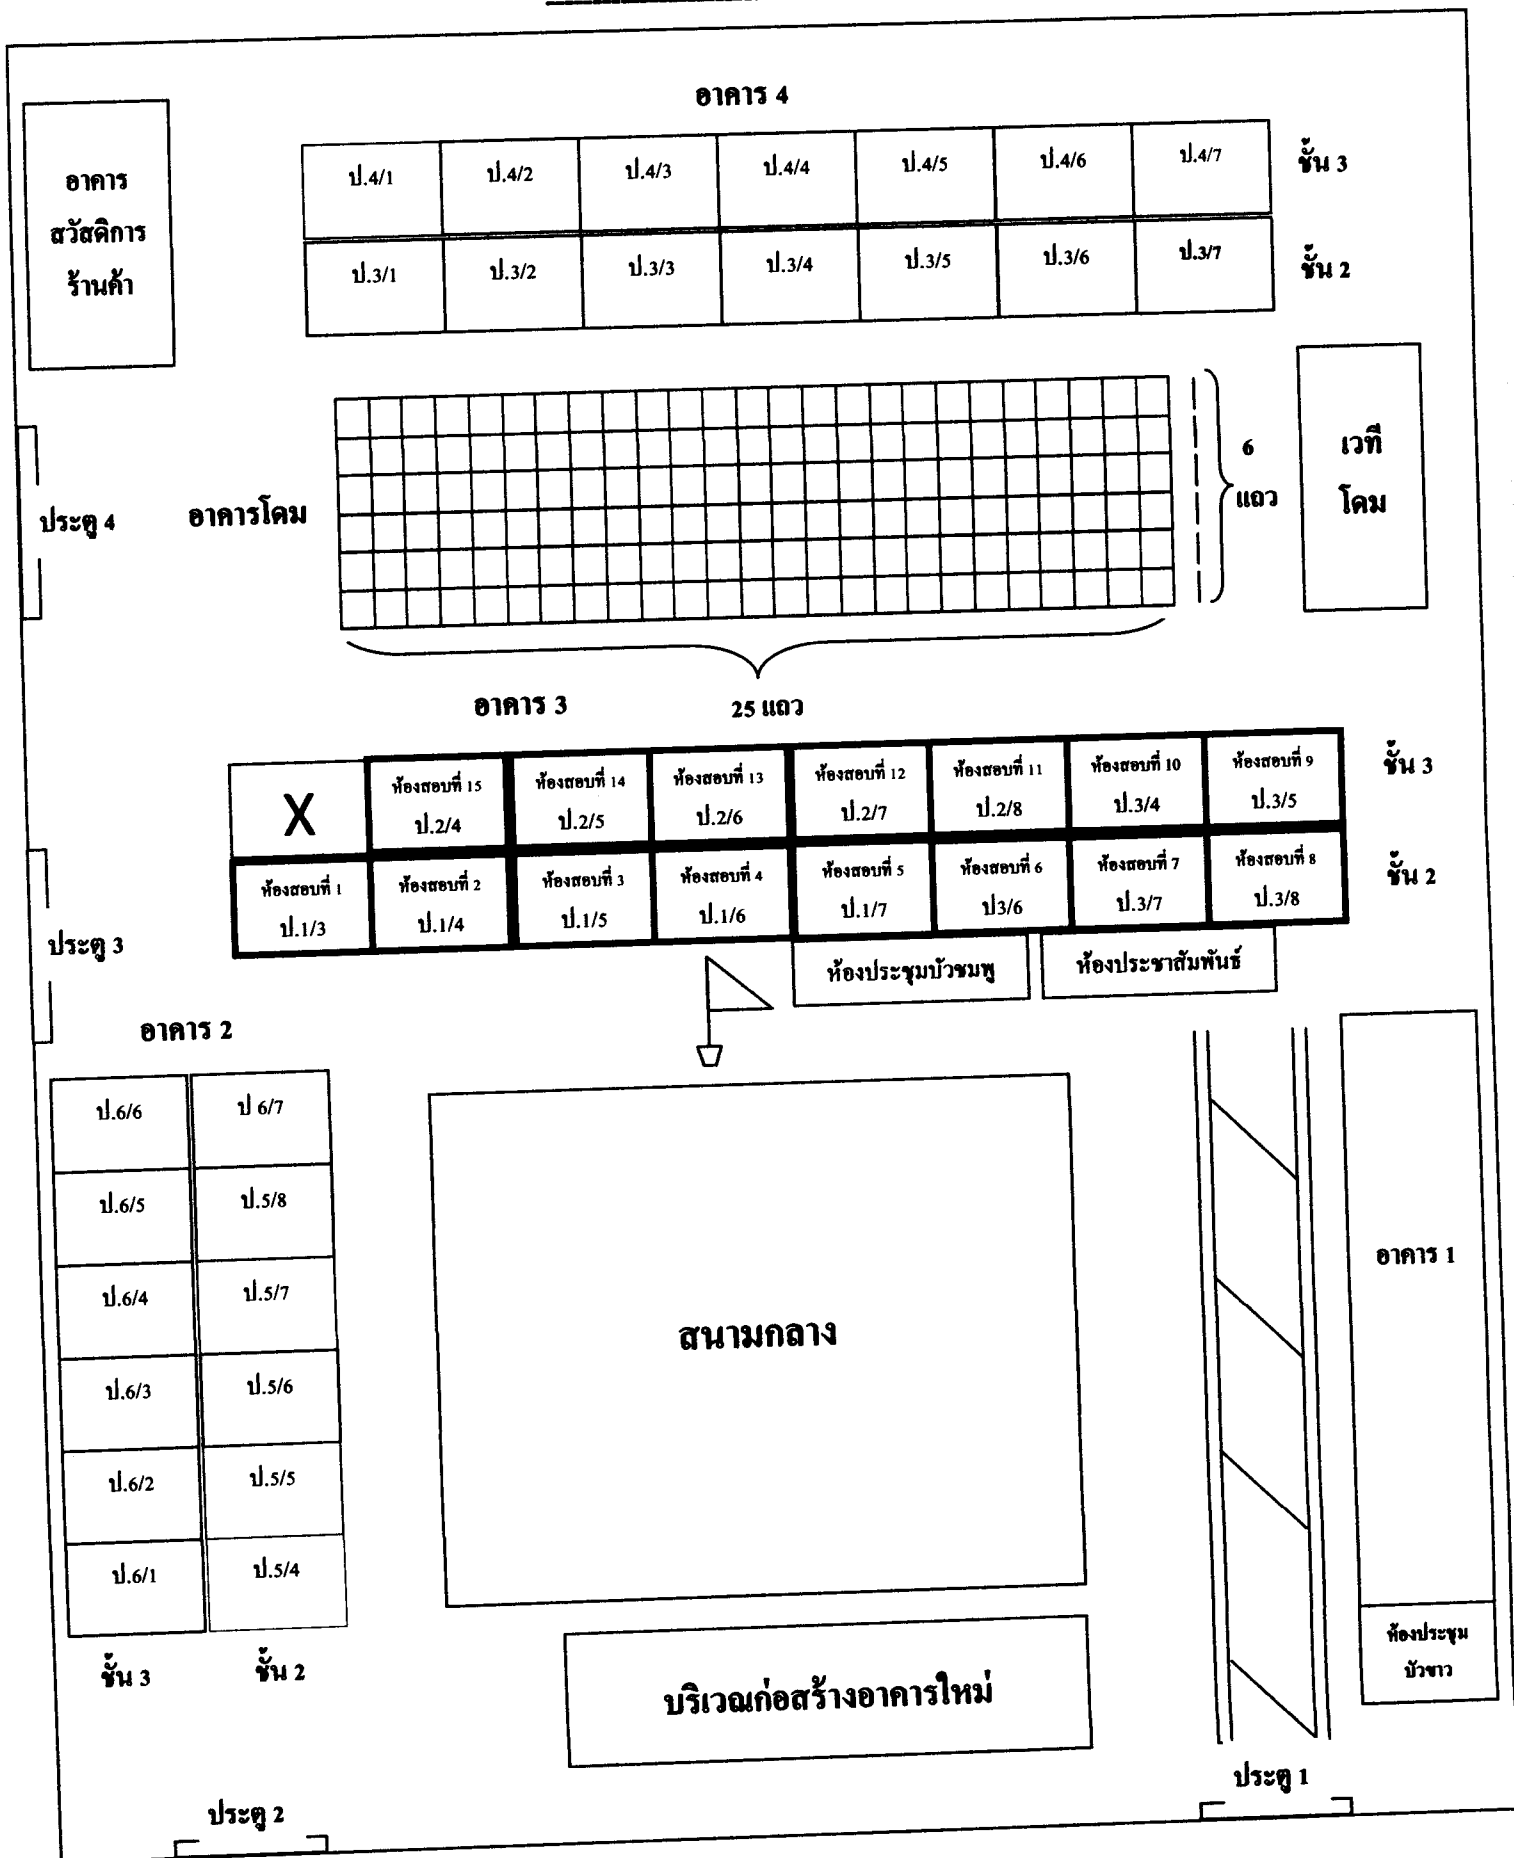 อาคาร 4
อาคาร
สวัสดิการ
ร้านค้า
ป.4/1 ป.4/2 ป.4/3 ป.4/4 ป.4/5 ป.4/6 ป.4/7 ชั้น 3
ป.3/1 ป.3/2 ป.3/3 ป.3/4 ป.3/5 ป.3/6 ป.3/7 ชั้น 2
ประตู 4
อาคารโดม
6
แถว
เวที
โดม
25 แถว
อาคาร 3
X
ห้องสอบที่ 15 ห้องสอบที่ 14 ห้องสอบที่ 13 ห้องสอบที่ 12 ห้องสอบที่ 11 ห้องสอบที่ 10 ห้องสอบที่ 9 ชั้น 3
ป.2/4 ป.2/5 ป.2/6 ป.2/7 ป.2/8 ป.3/4 ป.3/5
ห้องสอบที่ 1 ห้องสอบที่ 2 ห้องสอบที่ 3 ห้องสอบที่ 4 ห้องสอบที่ 5 ห้องสอบที่ 6 ห้องสอบที่ 7 ห้องสอบที่ 8 ชั้น 2
ป.1/3 ป.1/4 ป.1/5 ป.1/6 ป.1/7 ป3/6 ป.3/7 ป.3/8
ประตู 3
ห้องประชุมบัวชมพู
ห้องประชาสัมพันธ์
อาคาร 2
ป.6/6 ป 6/7
ป.6/5 ป.5/8
ป.6/4 ป.5/7
ป.6/3 ป.5/6
ป.6/2 ป.5/5
ป.6/1 ป.5/4
ชั้น 3 ชั้น 2
สนามกลาง
อาคาร 1
ห้องประชุม
บัวขาว
บริเวณก่อสร้างอาคารใหม่
ประตู 1
ประตู 2